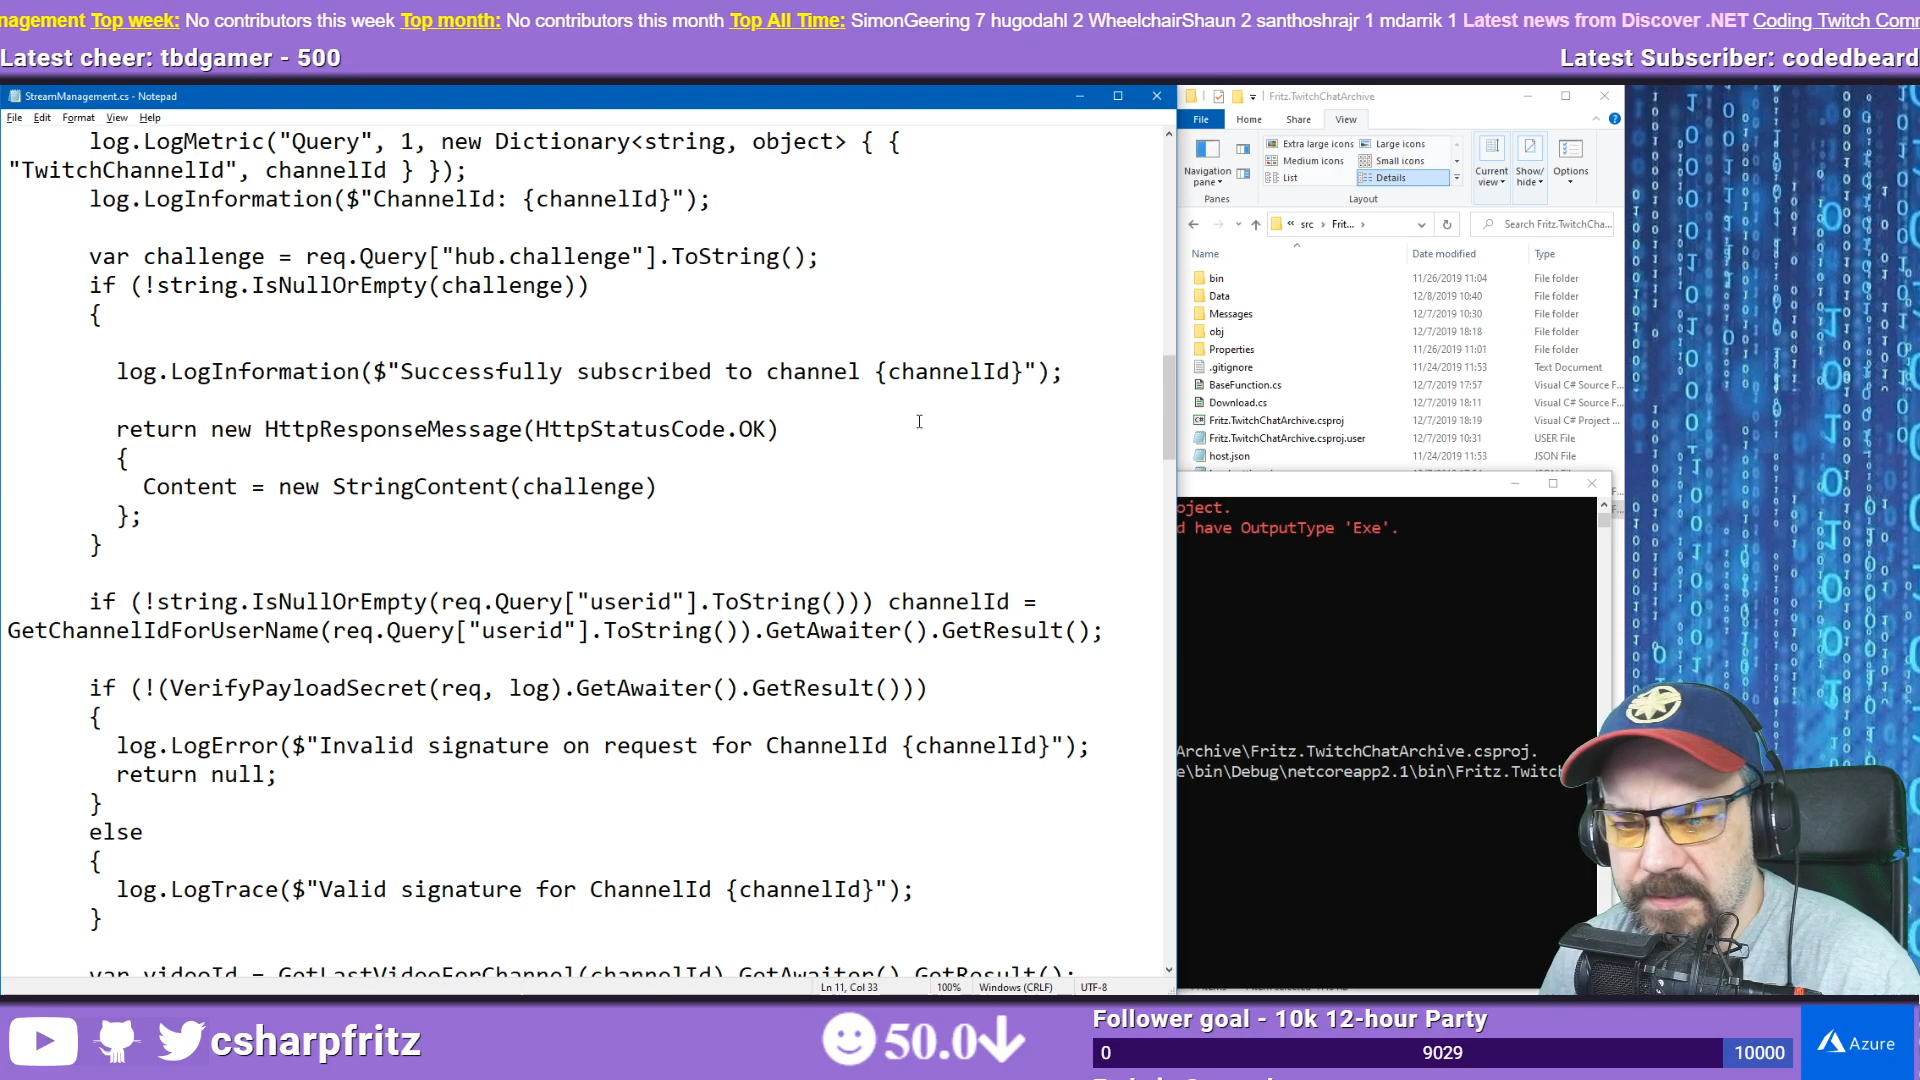 nagement Top week: No contributors this week Top month: No contributors this month Top All Time: SimonGeering 7 hugodahl 2 WheelchairShaun 2 santhoshrajr 1 mdarrik 1 Latest news from Discover .NET Coding Twitch Comm
Latest cheer: tbdgamer - 500
Latest Subscriber: codedbeard
StreamManagement.cs - Notepad
File Edit Format View Help
log.LogMetric("Query", 1, new Dictionary<string, object> { {
"TwitchChannelId", channelId } });
log.LogInformation($"ChannelId: {channelId}");
var challenge = req.Query["hub.challenge"].ToString();
if (!string.IsNullOrEmpty(challenge))
{
log.LogInformation($"Successfully subscribed to channel {channelId}");
return new HttpResponseMessage(HttpStatusCode.OK)
{
Content = new StringContent(challenge)
};
}
if (!string.IsNullOrEmpty(req.Query["userid"].ToString())) channelId =
GetChannelIdForUserName(req.Query["userid"].ToString()).GetAwaiter().GetResult();
if (!(VerifyPayloadSecret(req, log).GetAwaiter().GetResult()))
{
log.LogError($"Invalid signature on request for ChannelId {channelId}");
return null;
}
else
{
log.LogTrace($"Valid signature for ChannelId {channelId}");
}
var videoId = GetLastVideoForChannel(channelId).GetAwaiter().GetResult();
Ln 11, Col 33
100%
Windows (CRLF)
UTF-8
Fritz.TwitchChatArchive
File Home Share View
Navigation pane
Panes
Extra large icons Large icons
Medium icons Small icons
List Details
Layout
Current view
Show/hide
Options
« src › Frit... ›
Search Fritz.TwitchCha...
Name Date modified Type
bin 11/26/2019 11:04 File folder
Data 12/8/2019 10:40 File folder
Messages 12/7/2019 10:30 File folder
obj 12/7/2019 18:18 File folder
Properties 11/26/2019 11:01 File folder
.gitignore 11/24/2019 11:53 Text Document
BaseFunction.cs 12/7/2019 17:57 Visual C# Source F...
Download.cs 12/7/2019 18:11 Visual C# Source F...
Fritz.TwitchChatArchive.csproj 12/7/2019 18:19 Visual C# Project ...
Fritz.TwitchChatArchive.csproj.user 12/7/2019 10:31 USER File
host.json 11/24/2019 11:53 JSON File
oject.
d have OutputType 'Exe'.
Archive\Fritz.TwitchChatArchive.csproj.
e\bin\Debug\netcoreapp2.1\bin\Fritz.Twitch
csharpfritz
50.0
Follower goal - 10k 12-hour Party
0 9029 10000
Azure